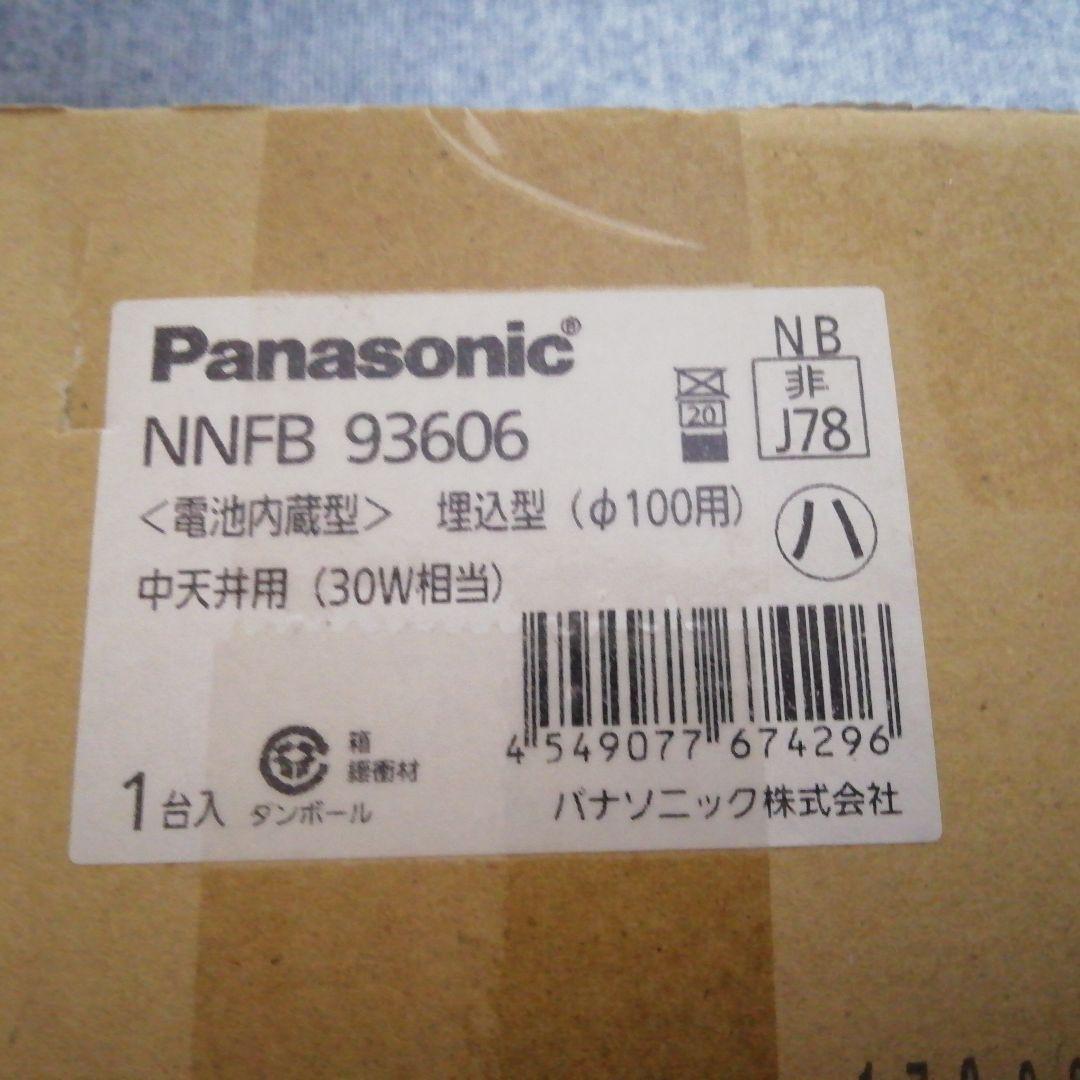 Panasonic®
NNFB 93606
<電池内蔵型> 埋込型(φ100用)
中天井用(30W相当)
NB
非
J78
20
ハ
4 549077 674296
箱
緩衝材
ダンボール
1台入
パナソニック株式会社